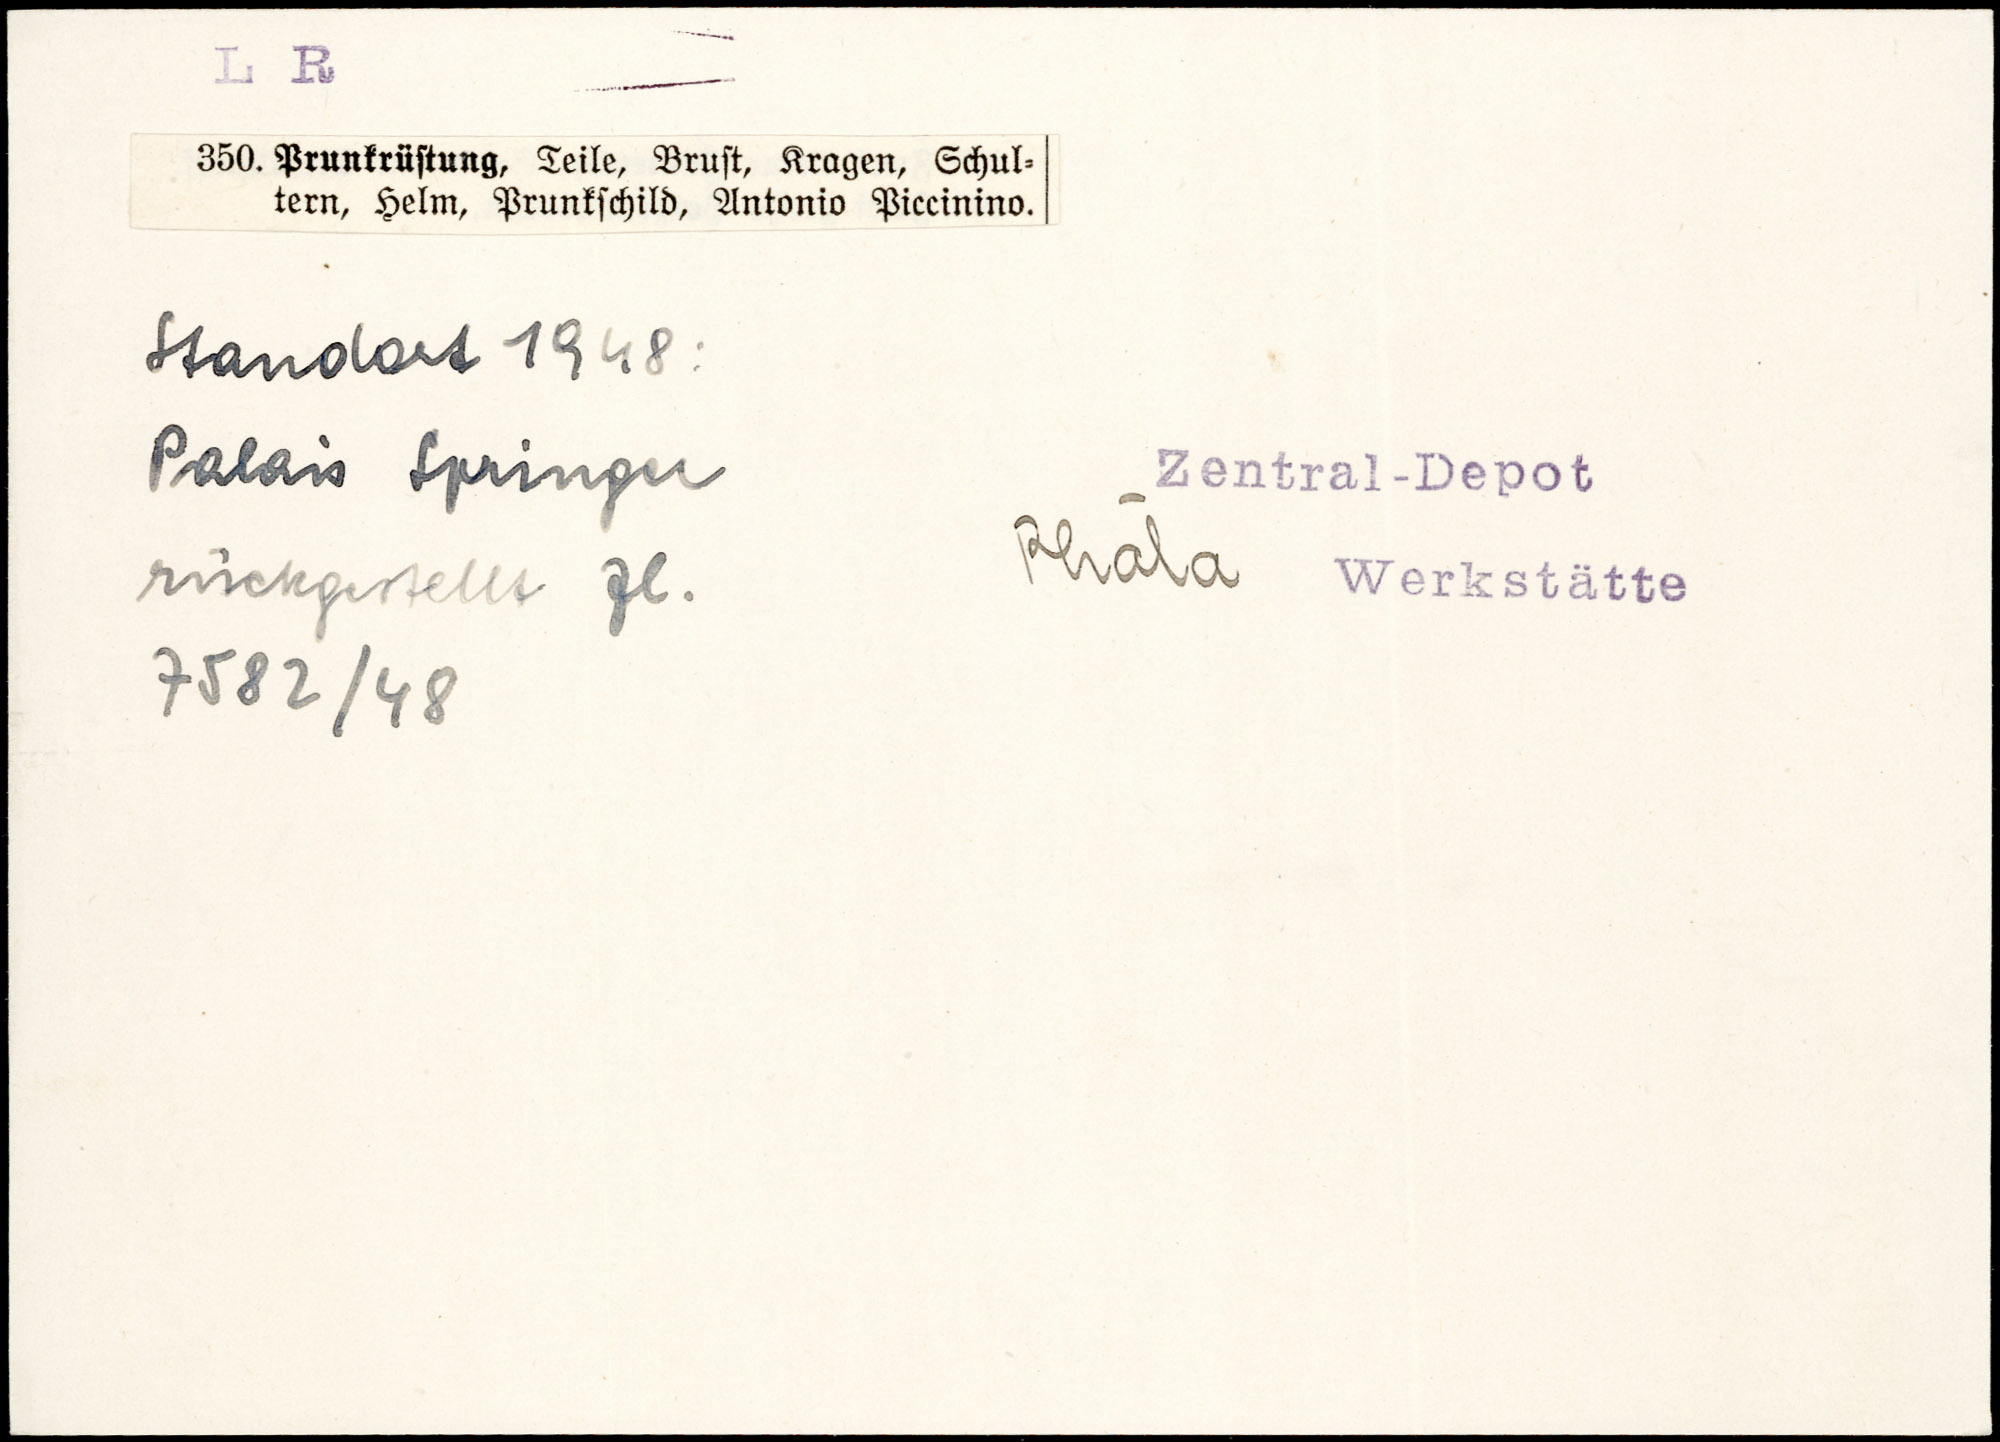 L R
350. Prunkrüstung, Teile, Brust, Kragen, Schul-
tern, Helm, Prunkschild, Antonio Piccinino.
Standort 1948:
Palais Springer
rückgestellt Zl.
7582/48
Zentral-Depot
Werkstätte